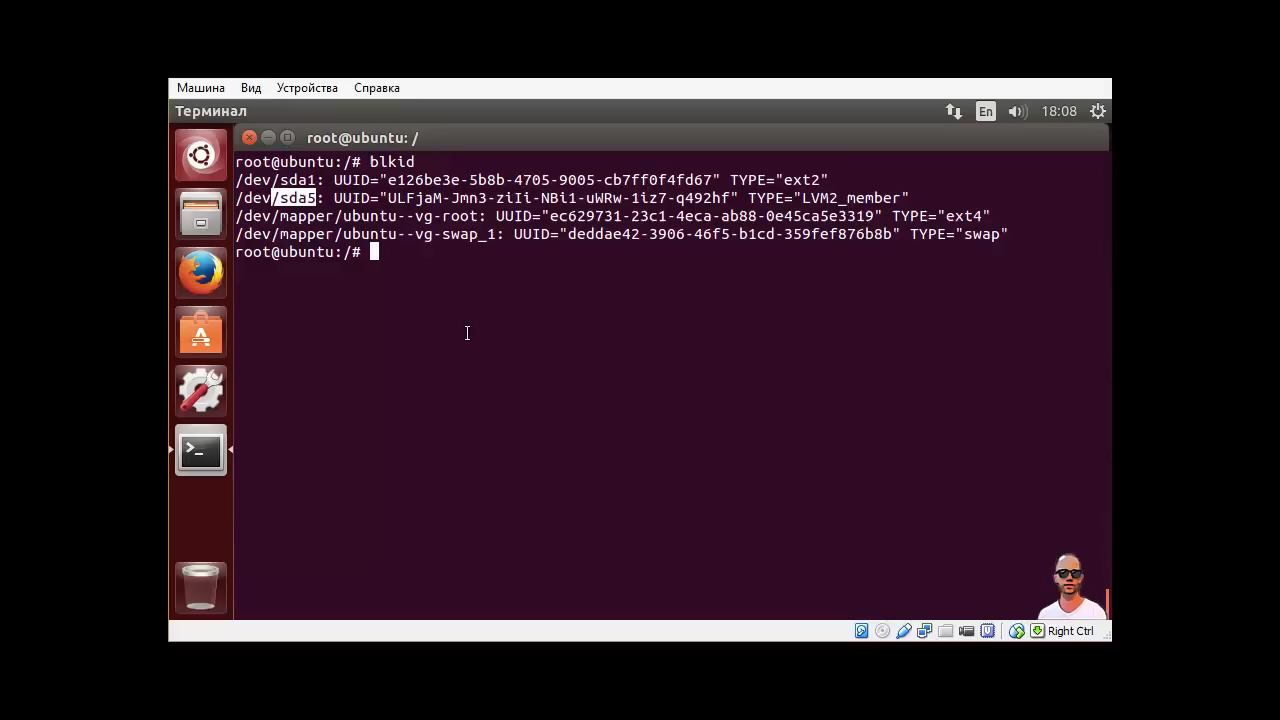 Машина Вид Устройства Справка
Терминал En 18:08
root@ubuntu: /
root@ubuntu:/# blkid
/dev/sda1: UUID="e126be3e-5b8b-4705-9005-cb7ff0f4fd67" TYPE="ext2"
/dev/sda5: UUID="ULFjaM-Jmn3-ziIi-NBi1-uWRw-1iz7-q492hf" TYPE="LVM2_member"
/dev/mapper/ubuntu--vg-root: UUID="ec629731-23c1-4eca-ab88-0e45ca5e3319" TYPE="ext4"
/dev/mapper/ubuntu--vg-swap_1: UUID="deddae42-3906-46f5-b1cd-359fef876b8b" TYPE="swap"
root@ubuntu:/#
Right Ctrl